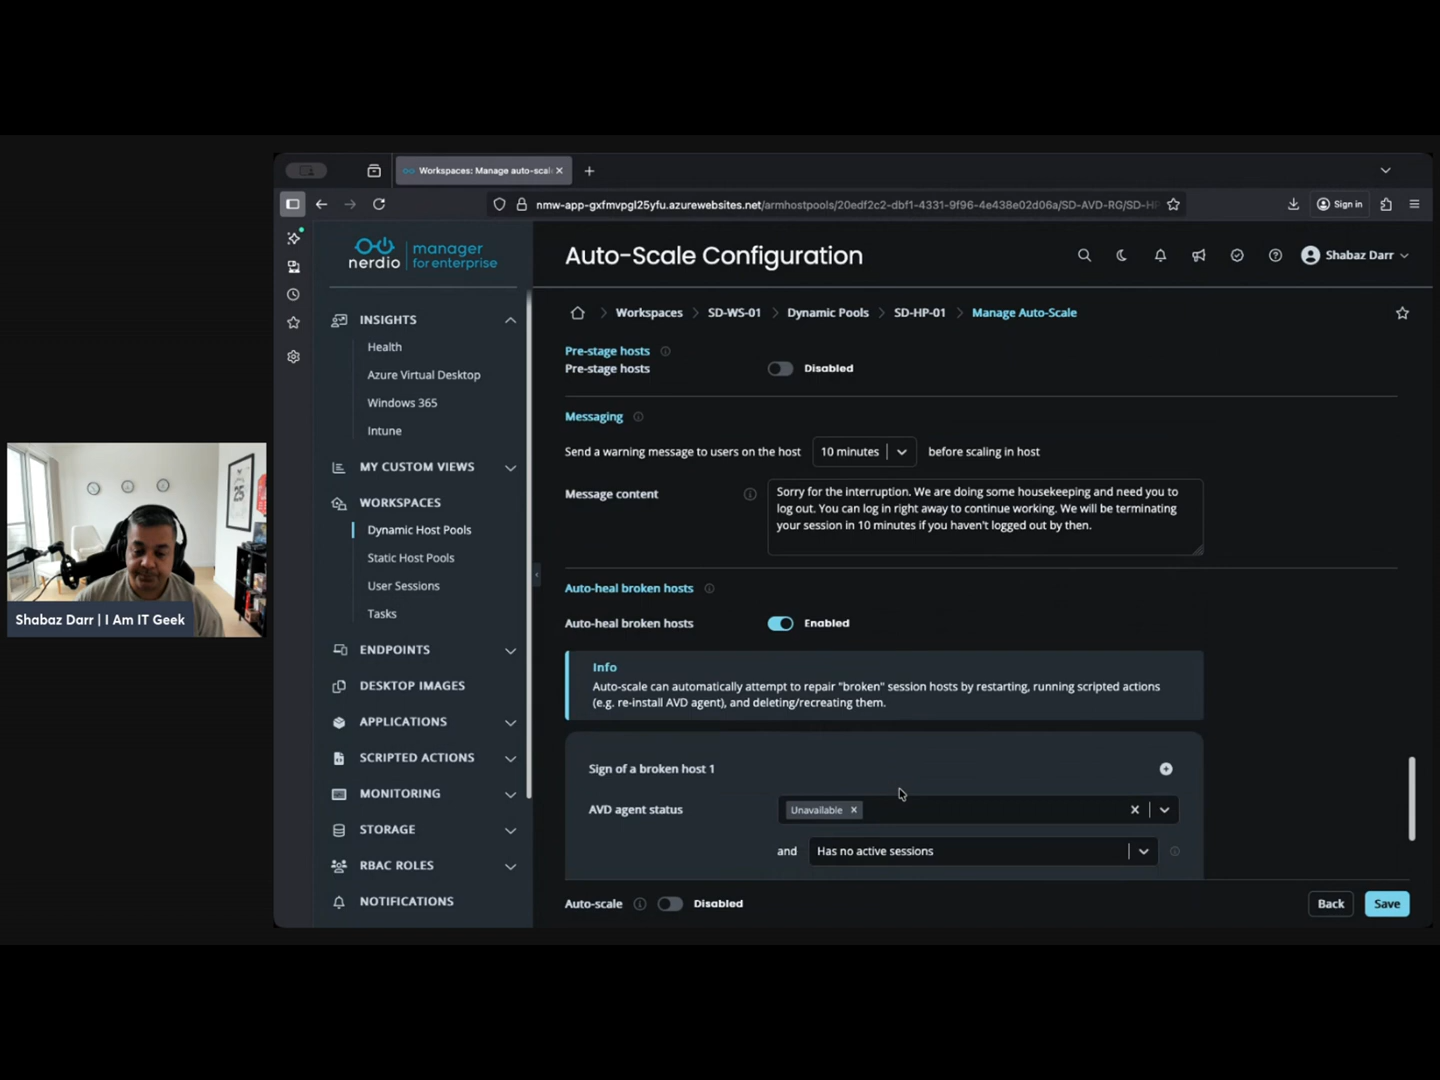 Workspaces: Manage auto-scal
nmw-app-gxfmvpgl25yfu.azurewebsites.net/armhostpools/20edf2c2-dbf1-4331-9f96-4e438e02d06a/SD-AVD-RG/SD-HP
Sign in
nerdio
manager
for enterprise
Auto-Scale Configuration
Shabaz Darr
Workspaces
SD-WS-01
Dynamic Pools
SD-HP-01
Manage Auto-Scale
INSIGHTS
Health
Azure Virtual Desktop
Windows 365
Intune
MY CUSTOM VIEWS
WORKSPACES
Dynamic Host Pools
Static Host Pools
User Sessions
Tasks
ENDPOINTS
DESKTOP IMAGES
APPLICATIONS
SCRIPTED ACTIONS
MONITORING
STORAGE
RBAC ROLES
NOTIFICATIONS
Pre-stage hosts
Pre-stage hosts Disabled
Messaging
Send a warning message to users on the host 10 minutes before scaling in host
Message content
Sorry for the interruption. We are doing some housekeeping and need you to
log out. You can log in right away to continue working. We will be terminating
your session in 10 minutes if you haven't logged out by then.
Auto-heal broken hosts
Auto-heal broken hosts Enabled
Info
Auto-scale can automatically attempt to repair "broken" session hosts by restarting, running scripted actions
(e.g. re-install AVD agent), and deleting/recreating them.
Sign of a broken host 1
AVD agent status Unavailable
and Has no active sessions
Auto-scale Disabled
Back
Save
25
Shabaz Darr | I Am IT Geek